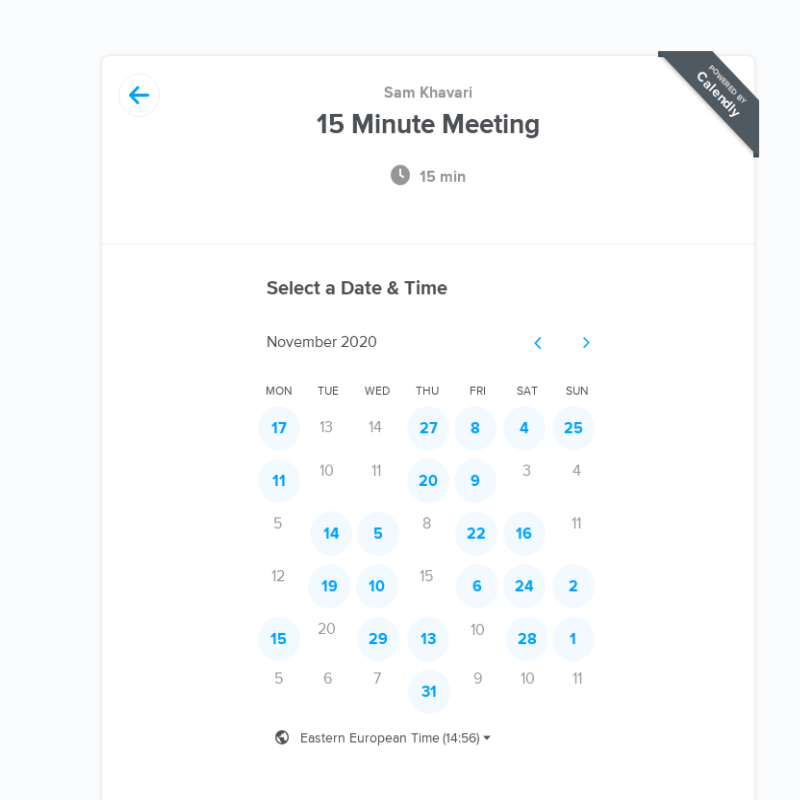 POWERED BY
Calendly
Sam Khavari
15 Minute Meeting
15 min
Select a Date & Time
November 2020
MON TUE WED THU FRI SAT SUN
17 13 14 27 8 4 25
11 10 11 20 9 3 4
5 14 5 8 22 16 11
12 19 10 15 6 24 2
15 20 29 13 10 28 1
5 6 7 31 9 10 11
Eastern European Time (14:56)